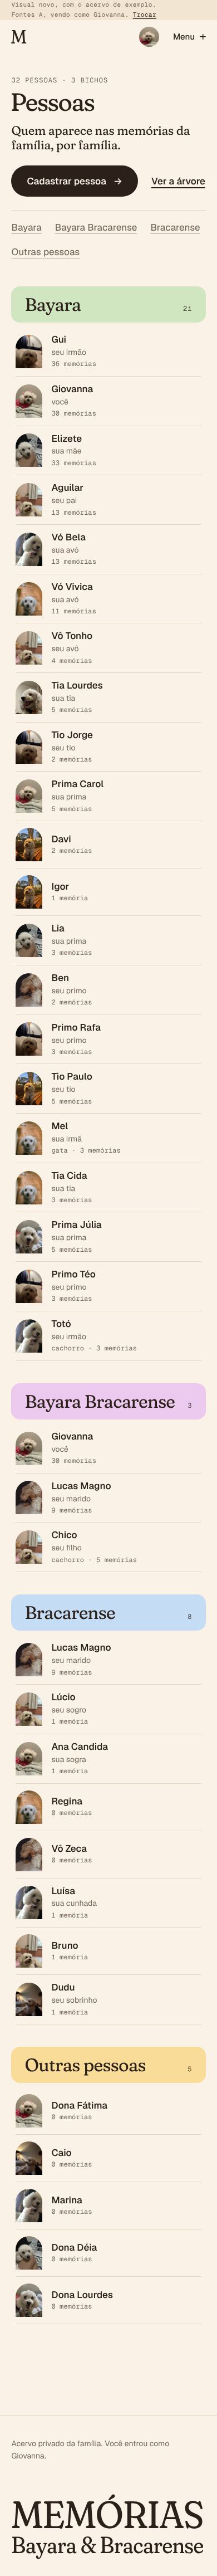 Visual novo, com o acervo de exemplo.
Fontes A, vendo como Giovanna. Trocar
M
Menu +
32 PESSOAS · 3 BICHOS
Pessoas
Quem aparece nas memórias da
família, por família.
Cadastrar pessoa →
Ver a árvore
Bayara
Bayara Bracarense
Bracarense
Outras pessoas
Bayara
21
Gui
seu irmão
36 memórias
Giovanna
você
30 memórias
Elizete
sua mãe
33 memórias
Aguilar
seu pai
13 memórias
Vó Bela
sua avó
13 memórias
Vó Vivica
sua avó
11 memórias
Vô Tonho
seu avô
4 memórias
Tia Lourdes
sua tia
5 memórias
Tio Jorge
seu tio
2 memórias
Prima Carol
sua prima
5 memórias
Davi
2 memórias
Igor
1 memória
Lia
sua prima
3 memórias
Ben
seu primo
2 memórias
Primo Rafa
seu primo
3 memórias
Tio Paulo
seu tio
5 memórias
Mel
sua irmã
gata · 3 memórias
Tia Cida
sua tia
3 memórias
Prima Júlia
sua prima
5 memórias
Primo Téo
seu primo
3 memórias
Totó
seu irmão
cachorro · 3 memórias
Bayara Bracarense
3
Giovanna
você
30 memórias
Lucas Magno
seu marido
9 memórias
Chico
seu filho
cachorro · 5 memórias
Bracarense
8
Lucas Magno
seu marido
9 memórias
Lúcio
seu sogro
1 memória
Ana Candida
sua sogra
1 memória
Regina
0 memórias
Vô Zeca
0 memórias
Luísa
sua cunhada
1 memória
Bruno
1 memória
Dudu
seu sobrinho
1 memória
Outras pessoas
5
Dona Fátima
0 memórias
Caio
0 memórias
Marina
0 memórias
Dona Déia
0 memórias
Dona Lourdes
0 memórias
Acervo privado da família. Você entrou como
Giovanna.
MEMÓRIAS
Bayara & Bracarense